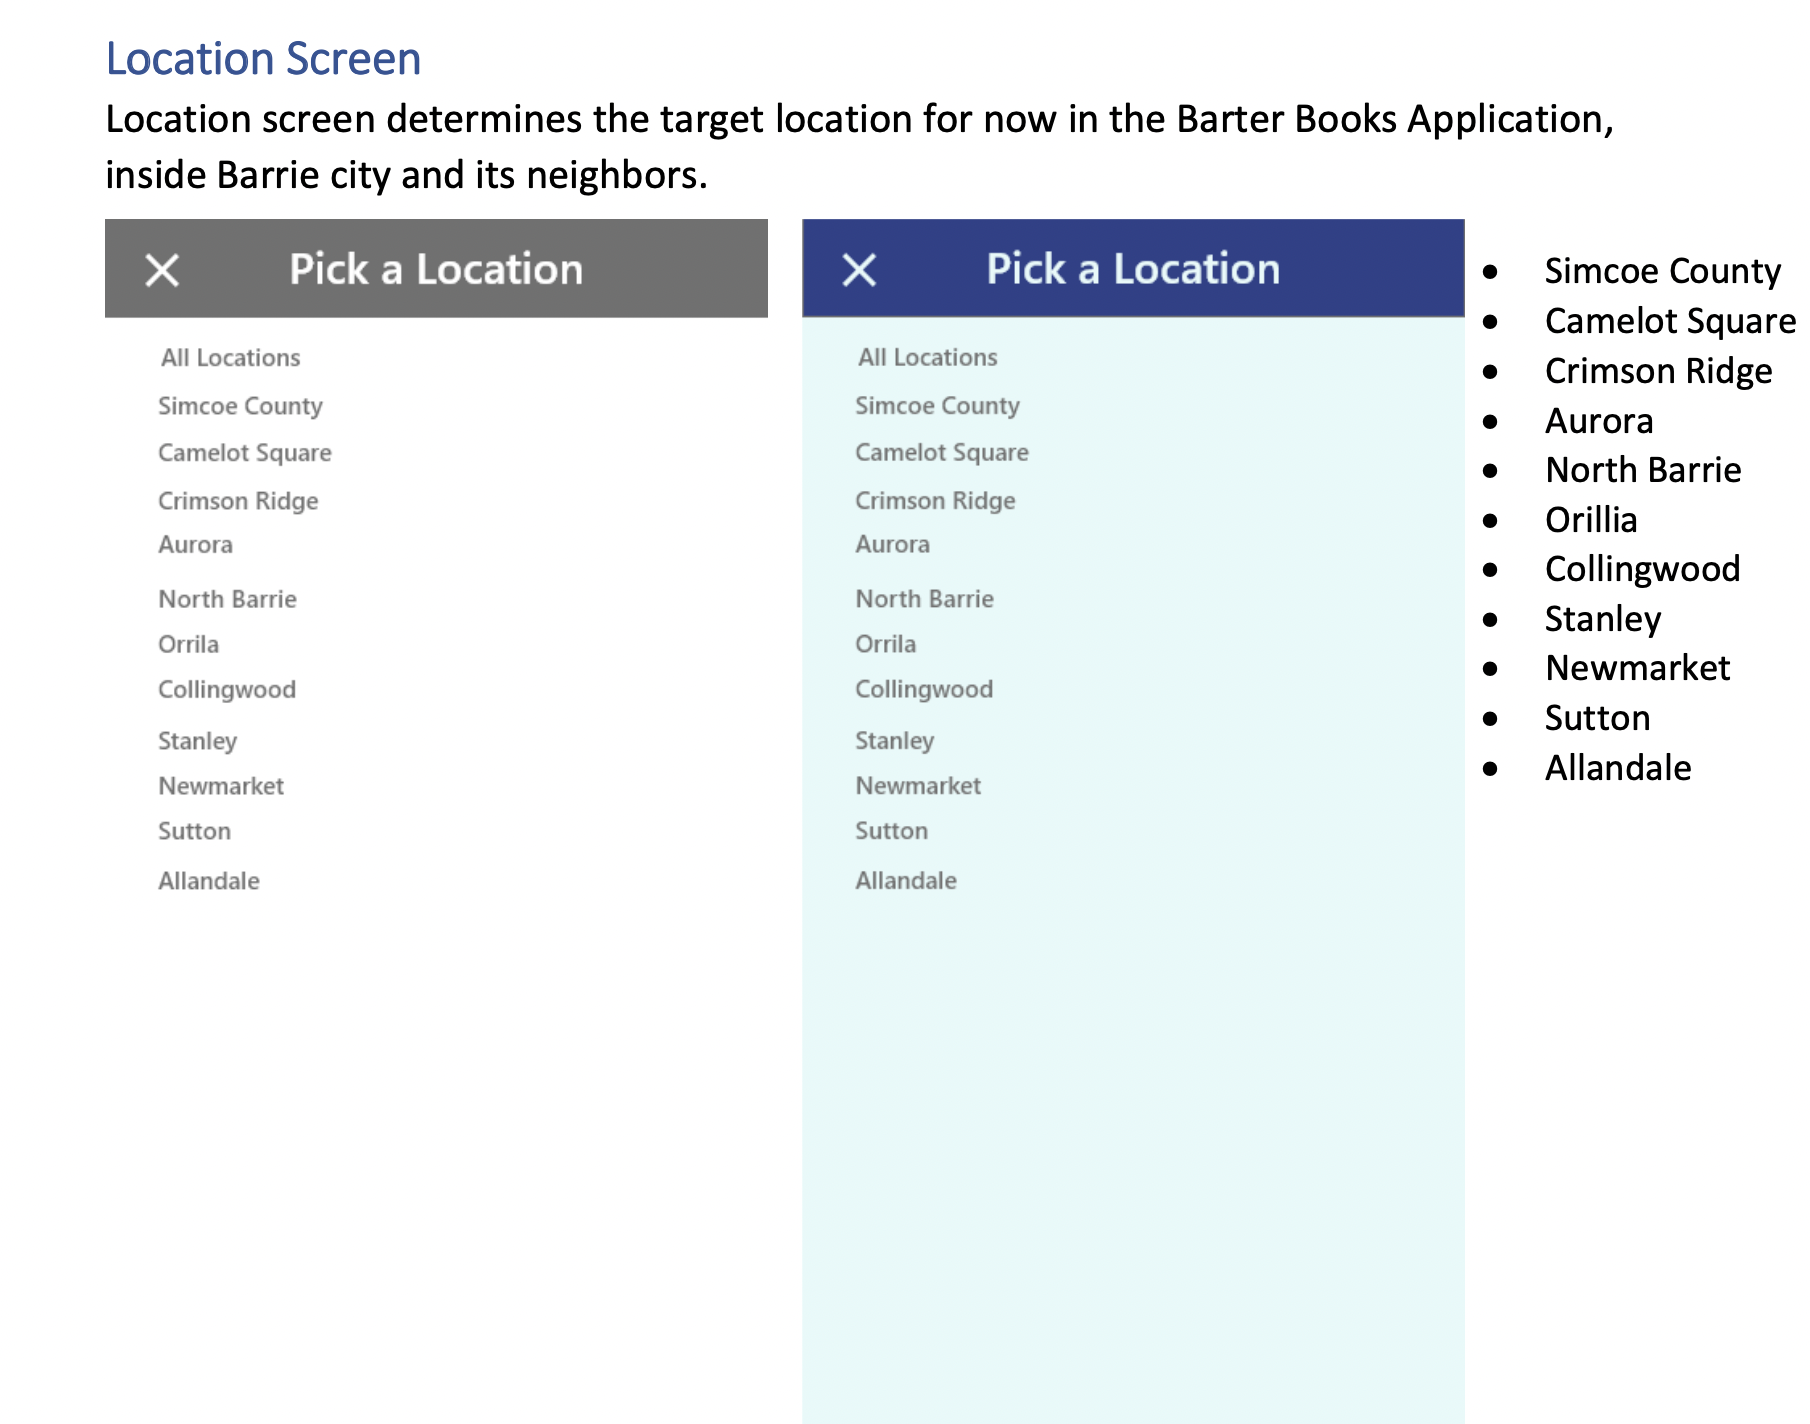 Location Screen
Location screen determines the target location for now in the Barter Books Application,
inside Barrie city and its neighbors.
Pick a Location
All Locations
Simcoe County
Camelot Square
Crimson Ridge
Aurora
North Barrie
Orrila
Collingwood
Stanley
Newmarket
Sutton
Allandale
Pick a Location
All Locations
Simcoe County
Camelot Square
Crimson Ridge
Aurora
North Barrie
Orrila
Collingwood
Stanley
Newmarket
Sutton
Allandale
• Simcoe County
• Camelot Square
• Crimson Ridge
• Aurora
• North Barrie
• Orillia
• Collingwood
• Stanley
• Newmarket
• Sutton
• Allandale